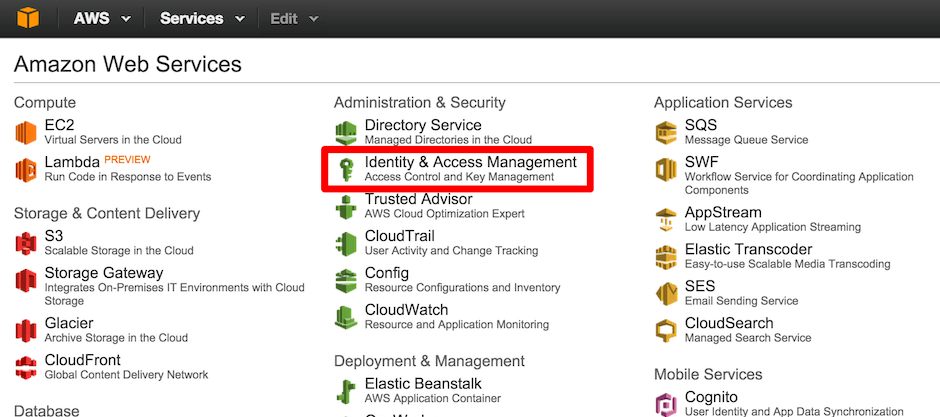 AWS
Services
Edit
Amazon Web Services
Compute
EC2
Virtual Servers in the Cloud
Lambda PREVIEW
Run Code in Response to Events
Storage & Content Delivery
S3
Scalable Storage in the Cloud
Storage Gateway
Integrates On-Premises IT Environments with Cloud
Storage
Glacier
Archive Storage in the Cloud
CloudFront
Global Content Delivery Network
Database
Administration & Security
Directory Service
Managed Directories in the Cloud
Identity & Access Management
Access Control and Key Management
Trusted Advisor
AWS Cloud Optimization Expert
CloudTrail
User Activity and Change Tracking
Config
Resource Configurations and Inventory
CloudWatch
Resource and Application Monitoring
Deployment & Management
Elastic Beanstalk
AWS Application Container
Application Services
SQS
Message Queue Service
SWF
Workflow Service for Coordinating Application
Components
AppStream
Low Latency Application Streaming
Elastic Transcoder
Easy-to-use Scalable Media Transcoding
SES
Email Sending Service
CloudSearch
Managed Search Service
Mobile Services
Cognito
User Identity and App Data Synchronization